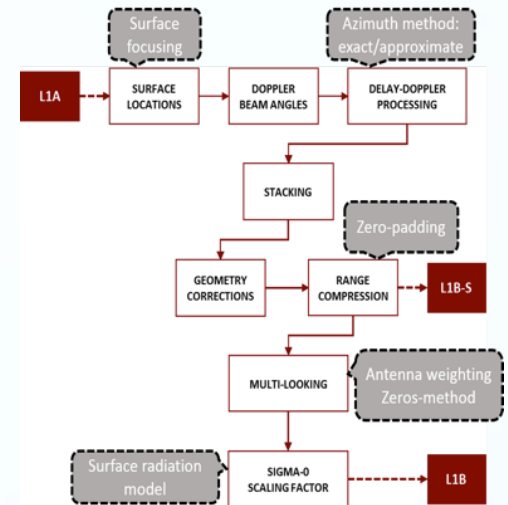 Surface
focusing
Azimuth method:
exact/approximate
L1A
SURFACE
LOCATIONS
DOPPLER
BEAM ANGLES
DELAY-DOPPLER
PROCESSING
STACKING
Zero-padding
GEOMETRY
CORRECTIONS
RANGE
COMPRESSION
L1B-S
MULTI-LOOKING
Antenna weighting
Zeros-method
Surface radiation
model
SIGMA-0
SCALING FACTOR
L1B